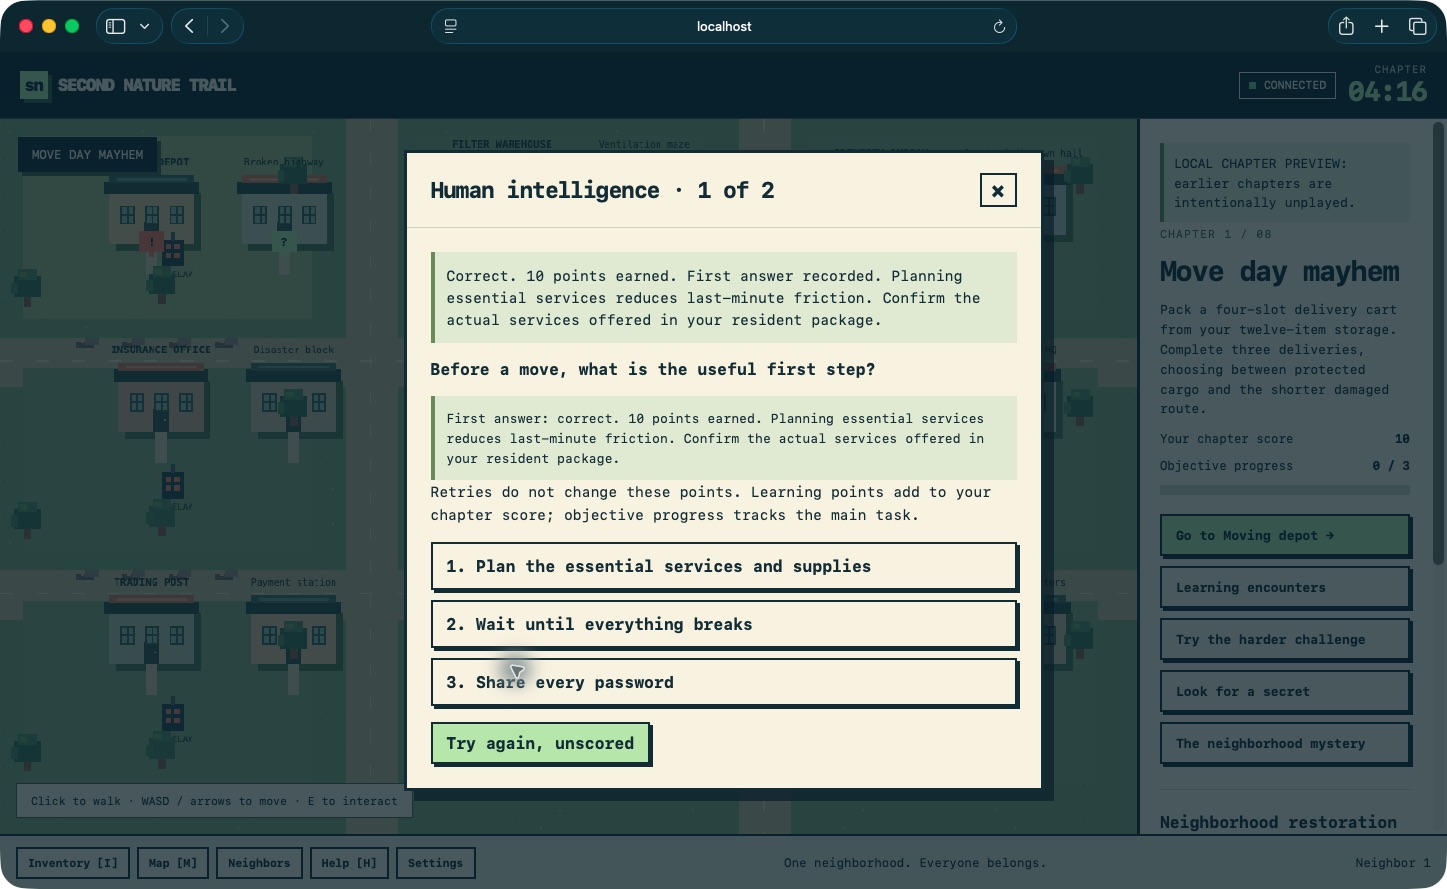 localhost
sn SECOND NATURE TRAIL
CONNECTED
CHAPTER
04:16
MOVE DAY MAYHEM
DEPOT
Broken highway
FILTER WAREHOUSE
Ventilation maze
!
?
INSURANCE OFFICE
Disaster block
TRADING POST
Payment station
Human intelligence · 1 of 2
×
Correct. 10 points earned. First answer recorded. Planning
essential services reduces last-minute friction. Confirm the
actual services offered in your resident package.
Before a move, what is the useful first step?
First answer: correct. 10 points earned. Planning essential services
reduces last-minute friction. Confirm the actual services offered in
your resident package.
Retries do not change these points. Learning points add to your
chapter score; objective progress tracks the main task.
1. Plan the essential services and supplies
2. Wait until everything breaks
3. Share every password
Try again, unscored
Click to walk · WASD / arrows to move · E to interact
LOCAL CHAPTER PREVIEW:
earlier chapters are
intentionally unplayed.
CHAPTER 1 / 08
Move day mayhem
Pack a four-slot delivery cart
from your twelve-item storage.
Complete three deliveries,
choosing between protected
cargo and the shorter damaged
route.
Your chapter score 10
Objective progress 0 / 3
Go to Moving depot →
Learning encounters
Try the harder challenge
Look for a secret
The neighborhood mystery
Neighborhood restoration
Inventory [I]
Map [M]
Neighbors
Help [H]
Settings
One neighborhood. Everyone belongs.
Neighbor 1